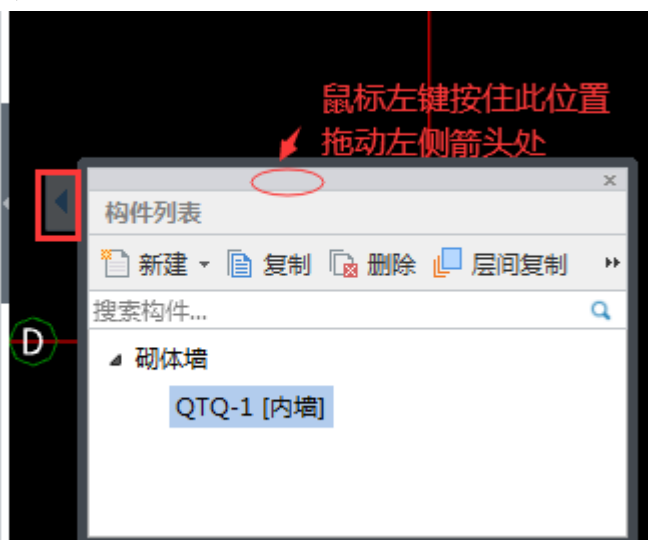 鼠标左键按住此位置
拖动左侧箭头处
构件列表
新建 复制 删除 层间复制
搜索构件...
D
砌体墙
QTQ-1 [内墙]